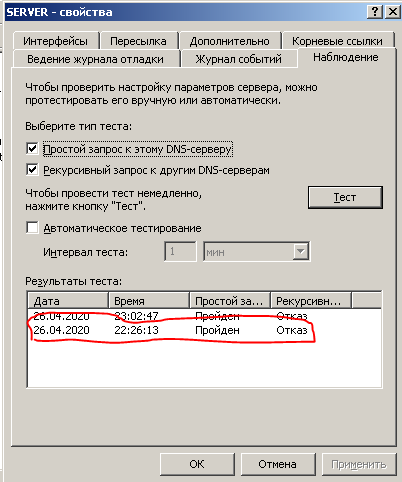 SERVER - свойства
Интерфейсы Пересылка Дополнительно Корневые ссылки
Ведение журнала отладки Журнал событий Наблюдение
Чтобы проверить настройку параметров сервера, можно
протестировать его вручную или автоматически.
Выберите тип теста:
Простой запрос к этому DNS-серверу
Рекурсивный запрос к другим DNS-серверам
Чтобы провести тест немедленно,
нажмите кнопку "Тест".
Тест
Автоматическое тестирование
Интервал теста: 1 мин
Результаты теста:
Дата Время Простой за... Рекурсивн...
26.04.2020 23:02:47 Пройден Отказ
26.04.2020 22:26:13 Пройден Отказ
OK Отмена Применить